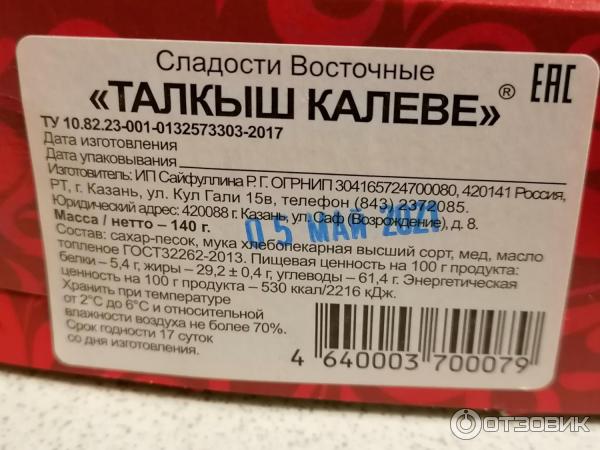 Сладости Восточные
«ТАЛКЫШ КАЛЕВЕ»® ЕАС
ТУ 10.82.23-001-0132573303-2017
Дата изготовления
Дата упаковывания
Изготовитель: ИП Сайфуллина Р. Г. ОГРНИП 304165724700080, 420141 Россия,
РТ, г. Казань, ул. Кул Гали 15в, телефон (843) 2372085.
Юридический адрес: 420088 г. Казань, ул. Саф (Возрождение), д. 8.
Масса / нетто – 140 г.
05 МАЙ 2021
Состав: сахар-песок, мука хлебопекарная высший сорт, мед, масло
топленое ГОСТ32262-2013. Пищевая ценность на 100 г продукта:
белки – 5,4 г, жиры – 29,2 ± 0,4 г, углеводы – 61,4 г. Энергетическая
ценность на 100 г продукта – 530 ккал/2216 кДж.
Хранить при температуре
от 2°С до 6°С и относительной
влажности воздуха не более 70%.
Срок годности 17 суток
со дня изготовления.
4 640003 700079
ОТЗОВИК